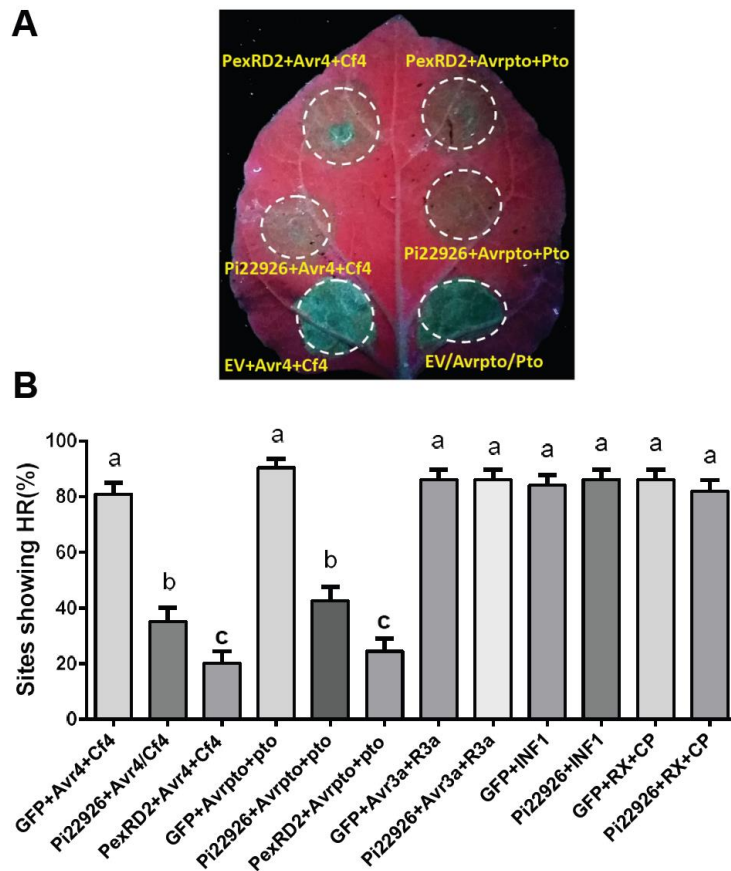 A
PexRD2+Avr4+Cf4
PexRD2+Avrpto+Pto
Pi22926+Avr4+Cf4
Pi22926+Avrpto+Pto
EV+Avr4+Cf4
EV/Avrpto/Pto
B
Sites showing HR(%)
100
80
60
40
20
0
a
b
c
a
b
c
a
a
a
a
a
a
GFP+Avr4+Cf4
Pi22926+Avr4/Cf4
PexRD2+Avr4+Cf4
GFP+Avrpto+pto
Pi22926+Avrpto+pto
PexRD2+Avrpto+pto
GFP+Avr3a+R3a
Pi22926+Avr3a+R3a
GFP+INF1
Pi22926+INF1
GFP+RX+CP
Pi22926+RX+CP